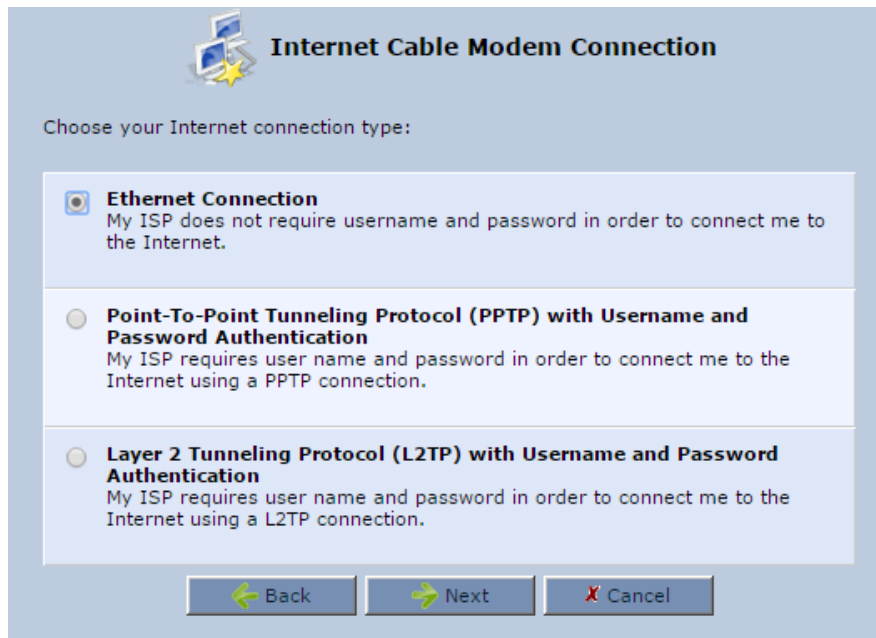 Internet Cable Modem Connection
Choose your Internet connection type:
Ethernet Connection
My ISP does not require username and password in order to connect me to
the Internet.
Point-To-Point Tunneling Protocol (PPTP) with Username and
Password Authentication
My ISP requires user name and password in order to connect me to the
Internet using a PPTP connection.
Layer 2 Tunneling Protocol (L2TP) with Username and Password
Authentication
My ISP requires user name and password in order to connect me to the
Internet using a L2TP connection.
Back Next Cancel